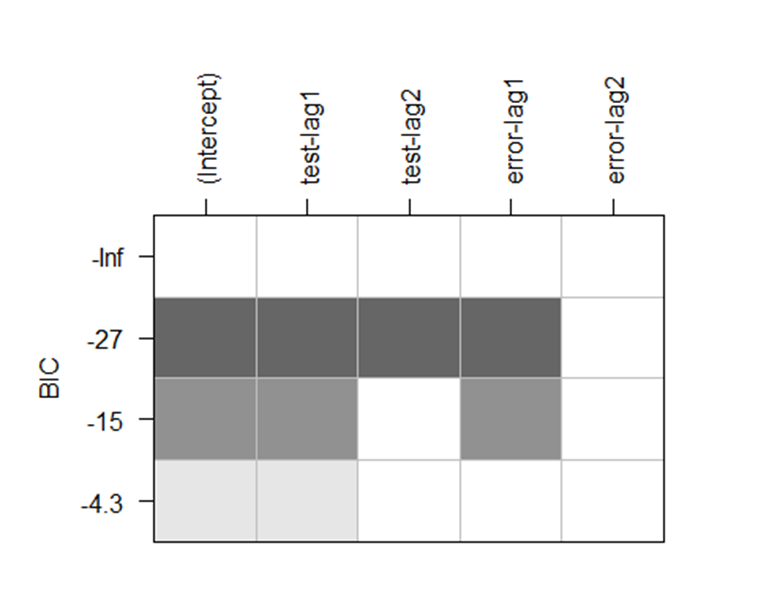 (Intercept)
test-lag1
test-lag2
error-lag1
error-lag2
BIC
-Inf
-27
-15
-4.3